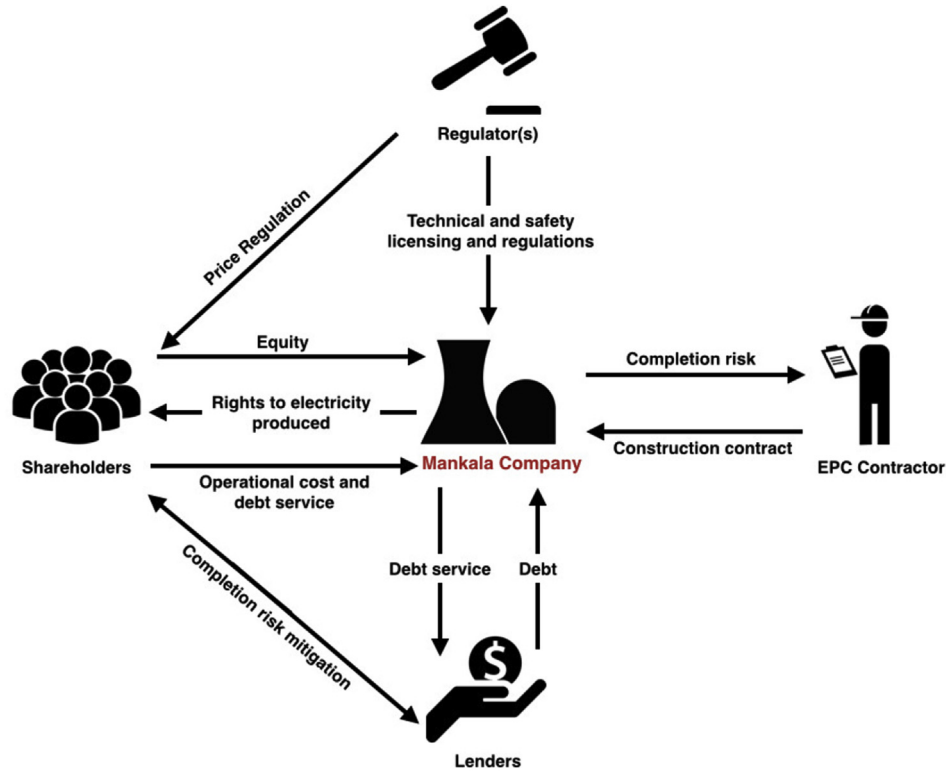 Regulator(s)
Price Regulation
Technical and safety
licensing and regulations
Equity
Completion risk
Rights to electricity
produced
Construction contract
Shareholders
Mankala Company
EPC Contractor
Operational cost and
debt service
Completion risk mitigation
Debt service
Debt
$
Lenders